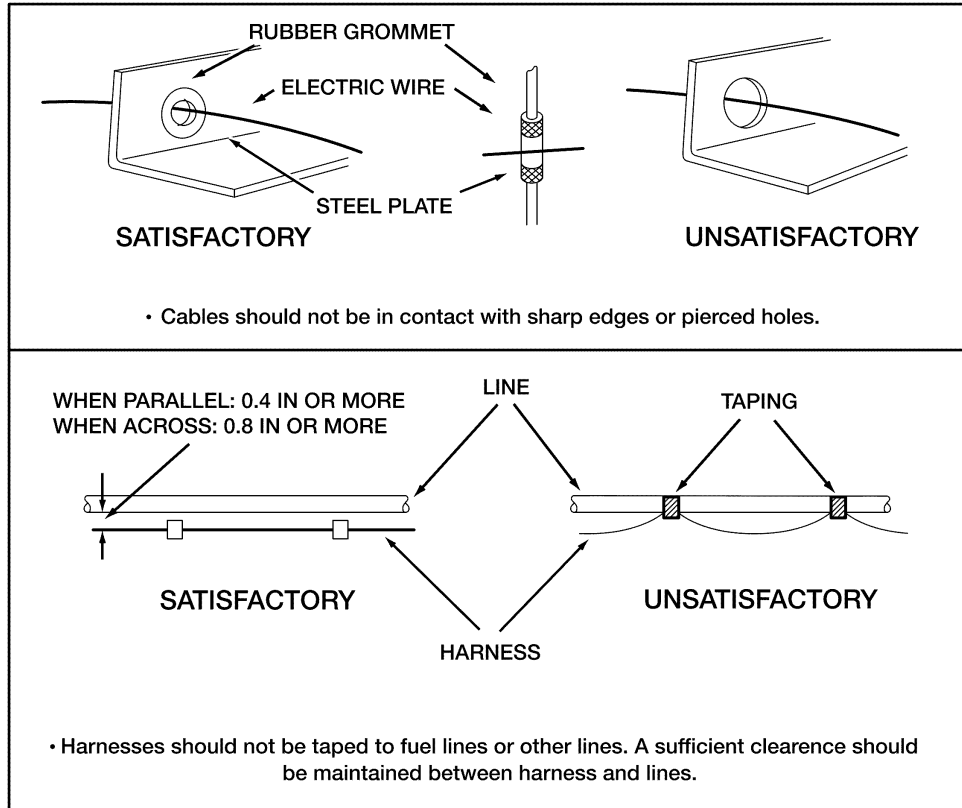 RUBBER GROMMET
ELECTRIC WIRE
STEEL PLATE
SATISFACTORY
UNSATISFACTORY
• Cables should not be in contact with sharp edges or pierced holes.
WHEN PARALLEL: 0.4 IN OR MORE
WHEN ACROSS: 0.8 IN OR MORE
LINE
TAPING
SATISFACTORY
UNSATISFACTORY
HARNESS
• Harnesses should not be taped to fuel lines or other lines. A sufficient clearence should
be maintained between harness and lines.